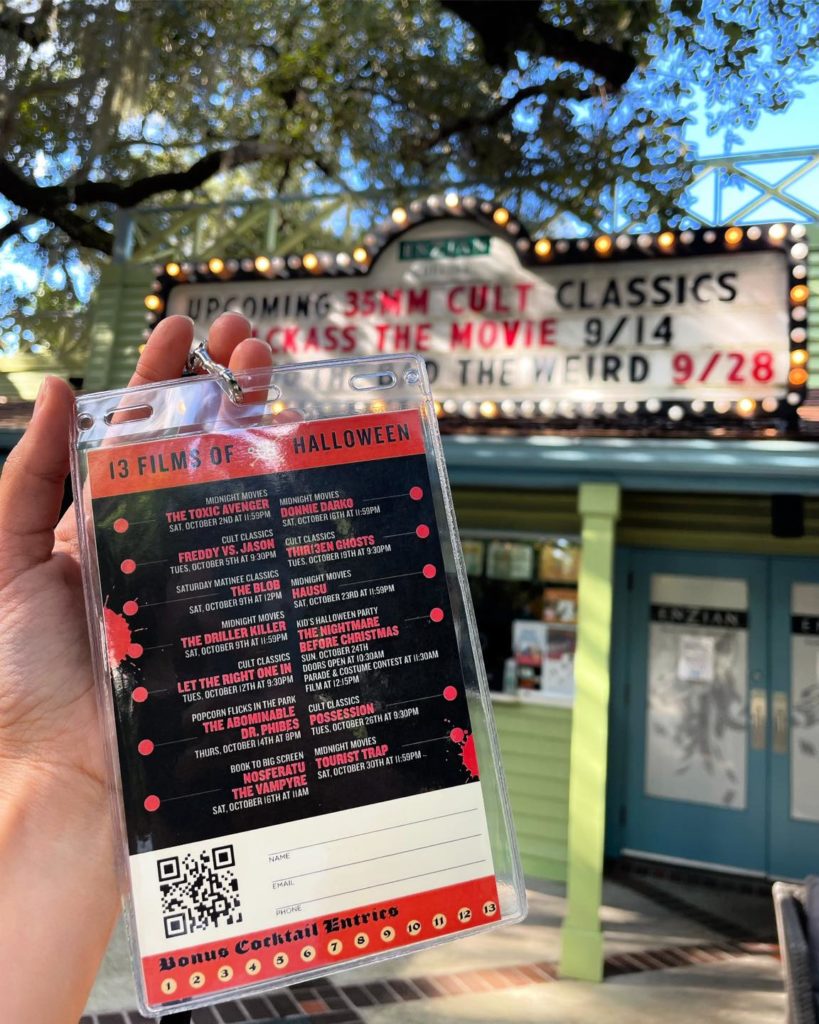 ENZIAN
UPCOMING 35MM CULT CLASSICS
JACKASS THE MOVIE 9/14
THE WEIRD 9/28
13 FILMS OF HALLOWEEN
MIDNIGHT MOVIES
THE TOXIC AVENGER
SAT, OCTOBER 2ND AT 11:59PM
CULT CLASSICS
FREDDY VS. JASON
TUES, OCTOBER 5TH AT 9:30PM
SATURDAY MATINEE CLASSICS
THE BLOB
SAT, OCTOBER 9TH AT 12PM
MIDNIGHT MOVIES
THE DRILLER KILLER
SAT, OCTOBER 9TH AT 11:59PM
CULT CLASSICS
LET THE RIGHT ONE IN
TUES, OCTOBER 12TH AT 9:30PM
POPCORN FLICKS IN THE PARK
THE ABOMINABLE
DR. PHIBES
THURS, OCTOBER 14TH AT 8PM
BOOK TO BIG SCREEN
NOSFERATU
THE VAMPYRE
SAT, OCTOBER 16TH AT 11AM
MIDNIGHT MOVIES
DONNIE DARKO
SAT, OCTOBER 16TH AT 11:59PM
CULT CLASSICS
THIR13EN GHOSTS
TUES, OCTOBER 19TH AT 9:30PM
MIDNIGHT MOVIES
HAUSU
SAT, OCTOBER 23RD AT 11:59PM
KID'S HALLOWEEN PARTY
THE NIGHTMARE
BEFORE CHRISTMAS
SUN, OCTOBER 24TH
DOORS OPEN AT 10:30AM
PARADE & COSTUME CONTEST AT 11:30AM
FILM AT 12:15PM
CULT CLASSICS
POSSESSION
TUES, OCTOBER 26TH AT 9:30PM
MIDNIGHT MOVIES
TOURIST TRAP
SAT, OCTOBER 30TH AT 11:59PM
NAME
EMAIL
PHONE
Bonus Cocktail Entries
1 2 3 4 5 6 7 8 9 10 11 12 13
ENZIAN